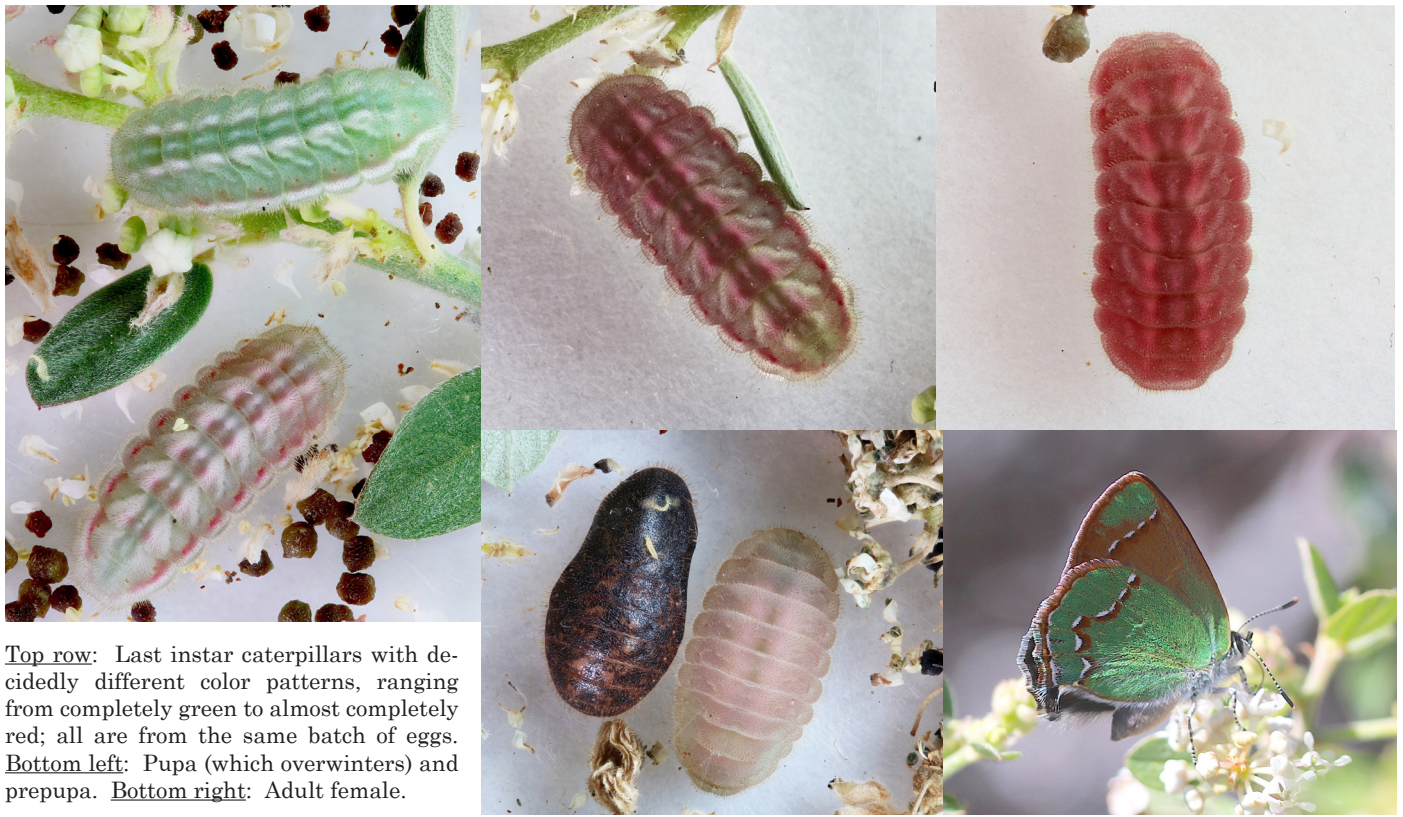 Top row: Last instar caterpillars with de-
cidedly different color patterns, ranging
from completely green to almost completely
red; all are from the same batch of eggs.
Bottom left: Pupa (which overwinters) and
prepupa. Bottom right: Adult female.